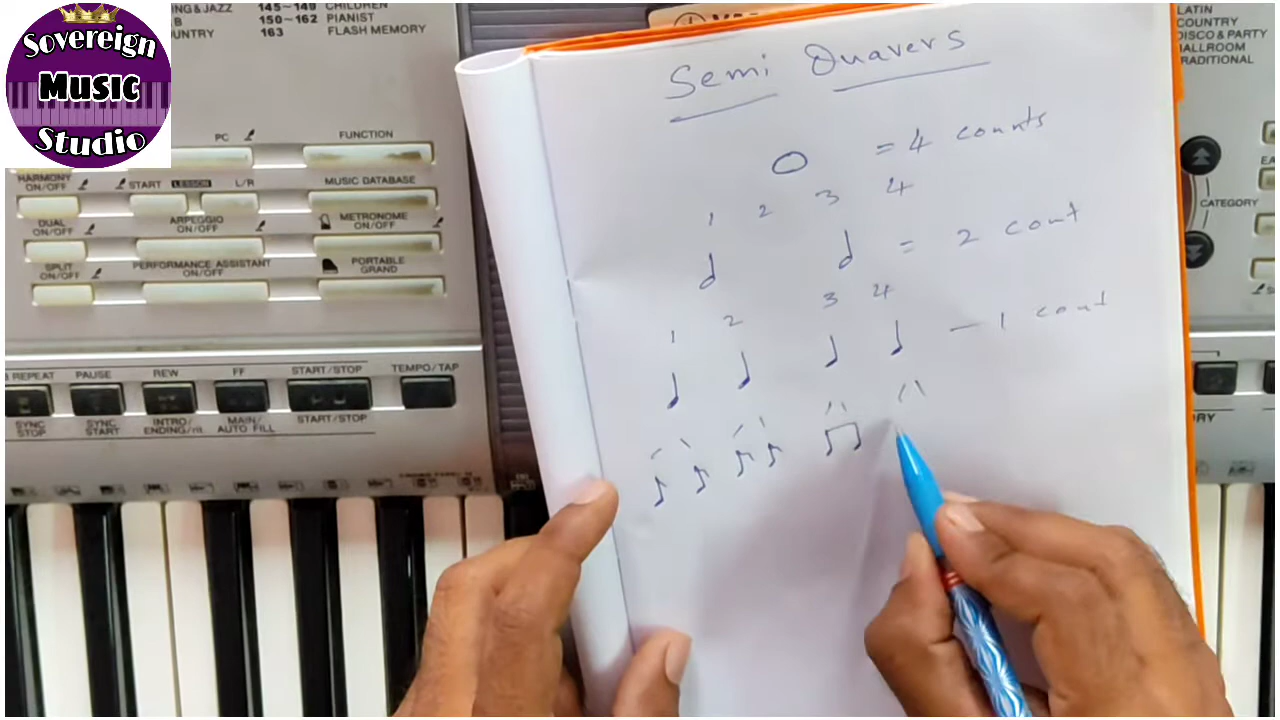 Sovereign
Music
Studio
ING & JAZZ 145~149 CHILDREN
& B 150~162 PIANIST
OUNTRY 163 FLASH MEMORY
PC
FUNCTION
HARMONY
ON/OFF
START LESSON L/R
MUSIC DATABASE
DUAL
ON/OFF
ARPEGGIO
ON/OFF
METRONOME
ON/OFF
SPLIT
ON/OFF
PERFORMANCE ASSISTANT
ON/OFF
PORTABLE
GRAND
REPEAT PAUSE REW FF START/STOP TEMPO/TAP
SYNC
STOP
SYNC
START
INTRO/
ENDING/rit.
MAIN/
AUTO FILL
START/STOP
LATIN
COUNTRY
DISCO & PARTY
BALLROOM
TRADITIONAL
CATEGORY
Semi Quavers
= 4 counts
1 2 3 4
= 2 cont
1 2 3 4
– 1 cont